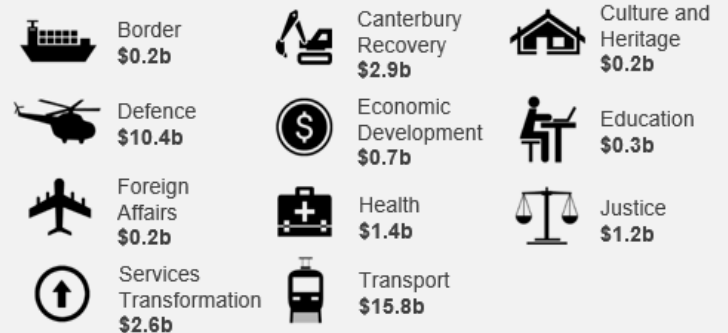 Border
$0.2b
Canterbury
Recovery
$2.9b
Culture and
Heritage
$0.2b
Defence
$10.4b
Economic
Development
$0.7b
Education
$0.3b
Foreign
Affairs
$0.2b
Health
$1.4b
Justice
$1.2b
Services
Transformation
$2.6b
Transport
$15.8b